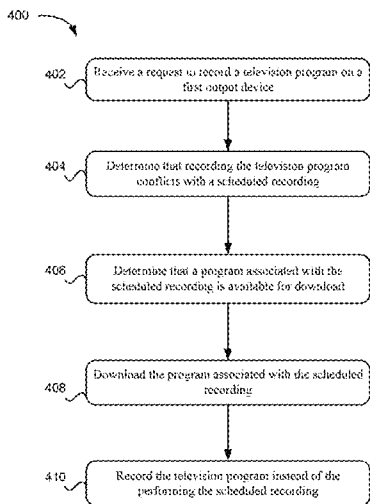 400
402
Receive a request to record a television program on a
first output device
404
Determine that recording the television program
conflicts with a scheduled recording
406
Determine that a program associated with the
scheduled recording is available for download
408
Download the program associated with the scheduled
recording
410
Record the television program instead of the
performing the scheduled recording